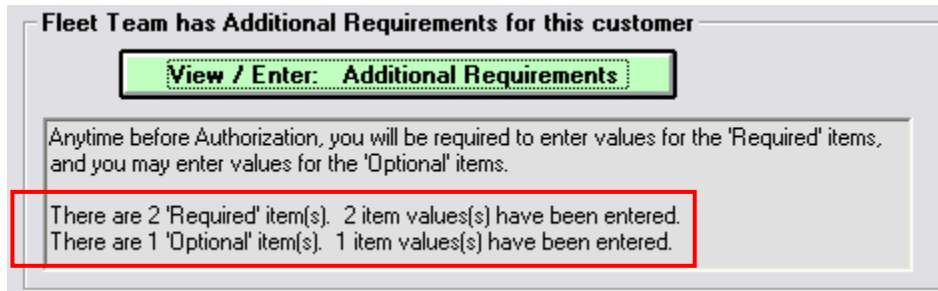 Fleet Team has Additional Requirements for this customer
View / Enter: Additional Requirements
Anytime before Authorization, you will be required to enter values for the 'Required' items,
and you may enter values for the 'Optional' items.
There are 2 'Required' item(s). 2 item values(s) have been entered.
There are 1 'Optional' item(s). 1 item values(s) have been entered.